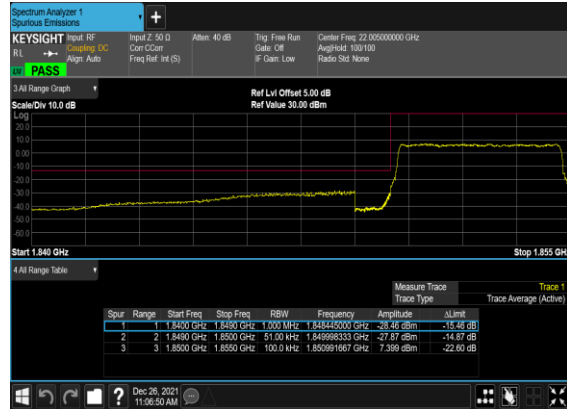 Spectrum Analyzer 1
Spurious Emissions
+
KEYSIGHT Input: RF Input Z: 50 Ω Atten: 40 dB Trig: Free Run Center Freq: 22.005000000 GHz
RL Coupling: DC Corr CCorr Gate: Off Avg|Hold: 100/100
Align: Auto Freq Ref: Int (S) IF Gain: Low Radio Std: None
LW PASS
3 All Range Graph Ref Lvl Offset 5.00 dB
Scale/Div 10.0 dB Ref Value 30.00 dBm
Log
20.0
10.0
0.00
-10.0
-20.0
-30.0
-40.0
-50.0
-60.0
Start 1.840 GHz Stop 1.855 GH
4 All Range Table
Measure Trace Trace 1
Trace Type Trace Average (Active)
Spur Range Start Freq Stop Freq RBW Frequency Amplitude ΔLimit
1 1 1.8400 GHz 1.8490 GHz 1.000 MHz 1.848445000 GHz -28.46 dBm -15.46 dB
2 2 1.8490 GHz 1.8500 GHz 51.00 kHz 1.849998333 GHz -27.87 dBm -14.87 dB
3 3 1.8500 GHz 1.8550 GHz 100.0 kHz 1.850991667 GHz 7.399 dBm -22.60 dB
? Dec 26, 2021
11:06:50 AM